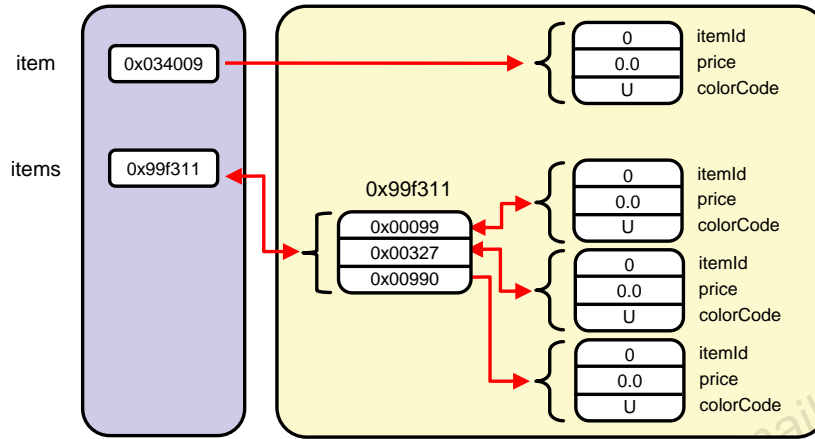 item
0x034009
0
itemId
0.0
price
U
colorCode
items
0x99f311
0x99f311
0x00099
0x00327
0x00990
0
itemId
0.0
price
U
colorCode
0
itemId
0.0
price
U
colorCode
0
itemId
0.0
price
U
colorCode